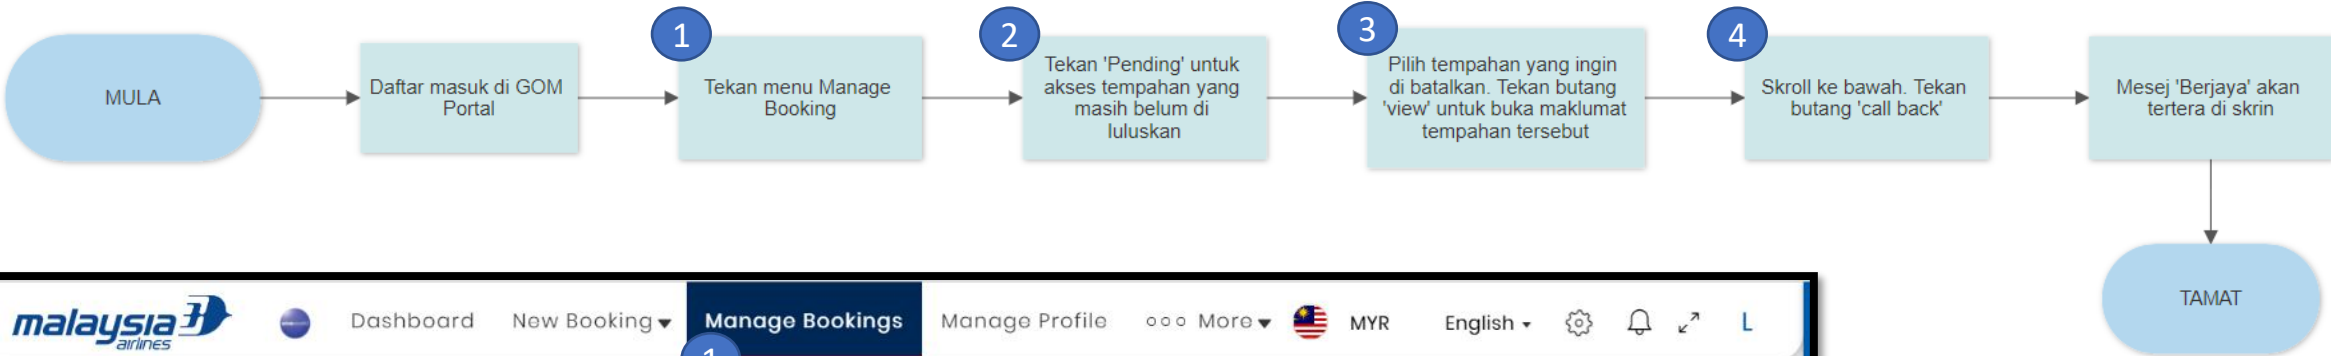 MULA
Daftar masuk di GOM
Portal
1
Tekan menu Manage
Booking
2
Tekan 'Pending' untuk
akses tempahan yang
masih belum di
luluskan
3
Pilih tempahan yang ingin
di batalkan. Tekan butang
'view' untuk buka maklumat
tempahan tersebut
4
Skroll ke bawah. Tekan
butang 'call back'
Mesej 'Berjaya' akan
tertera di skrin
TAMAT
malaysia
airlines
Dashboard
New Booking
Manage Bookings
Manage Profile
More
MYR
English
L
1